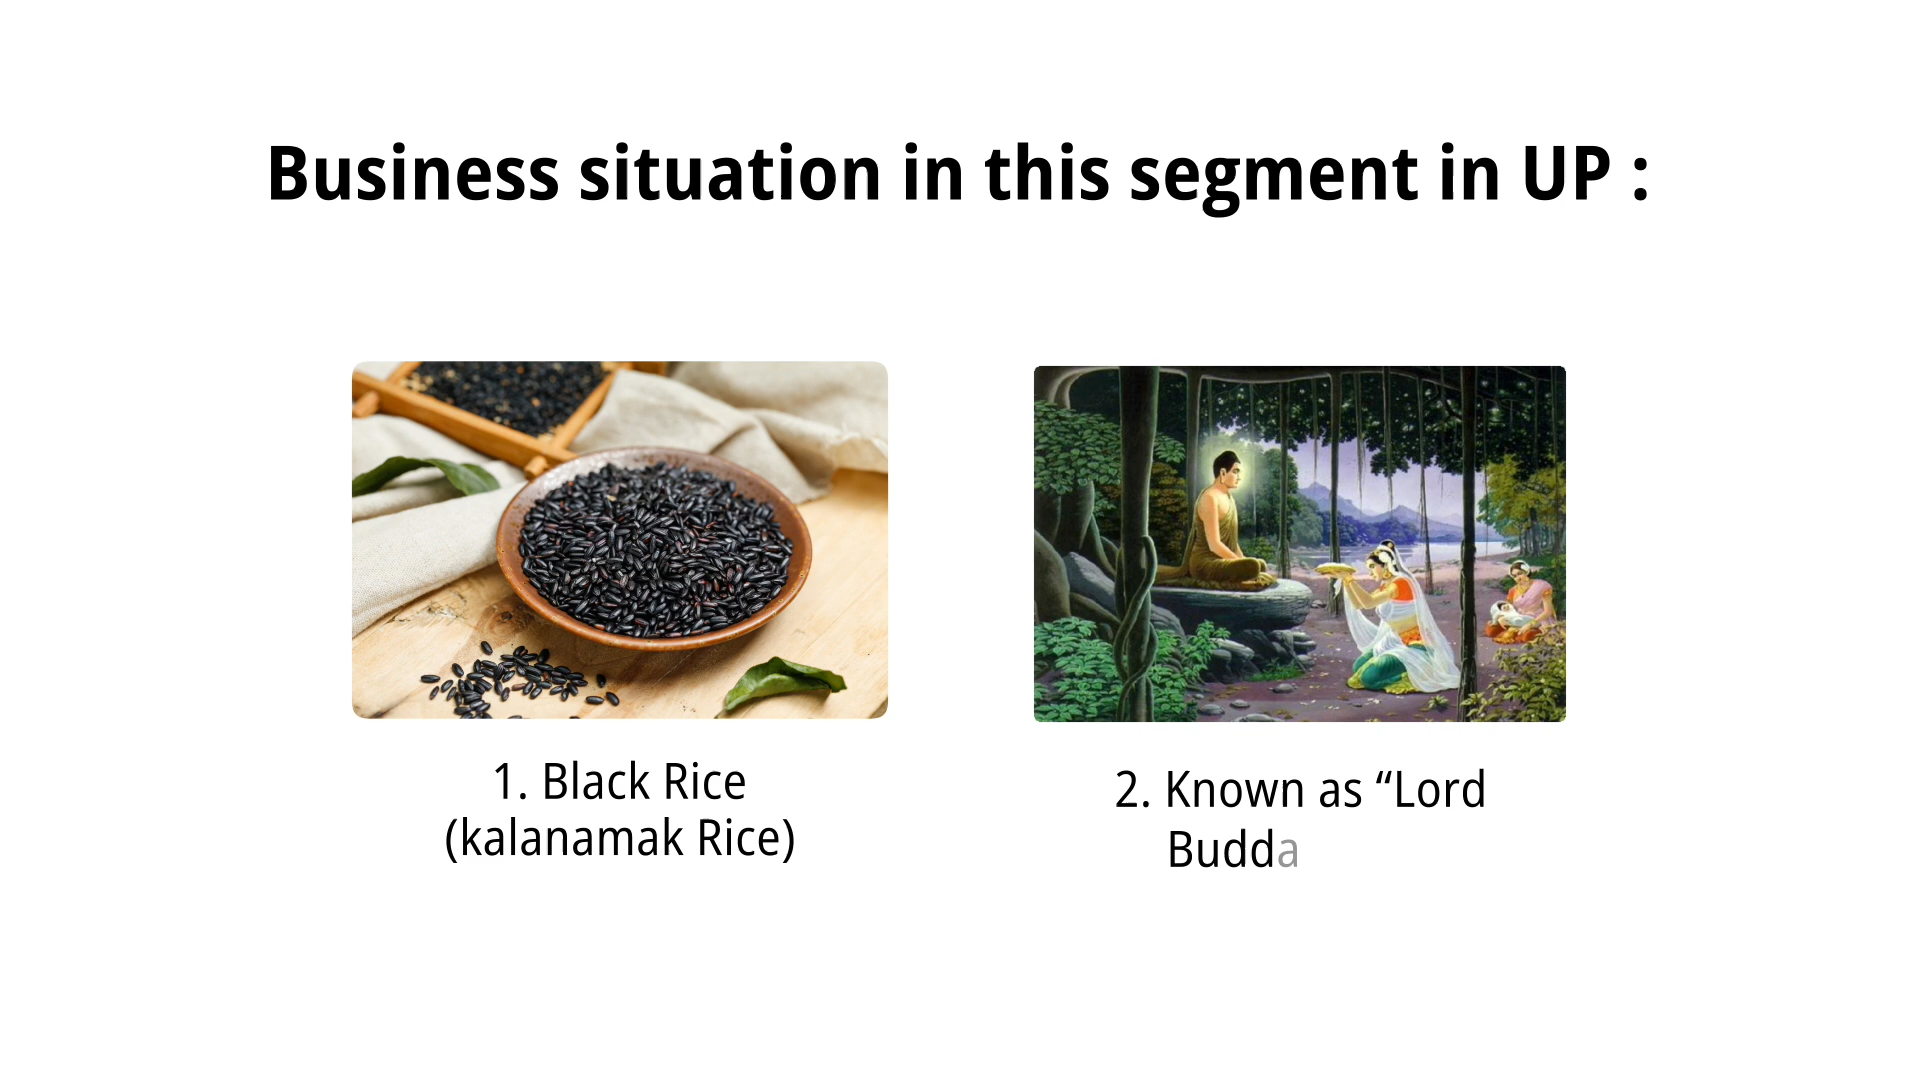 Business situation in this segment in UP :
1. Black Rice
(kalanamak Rice)
2. Known as “Lord
Budda